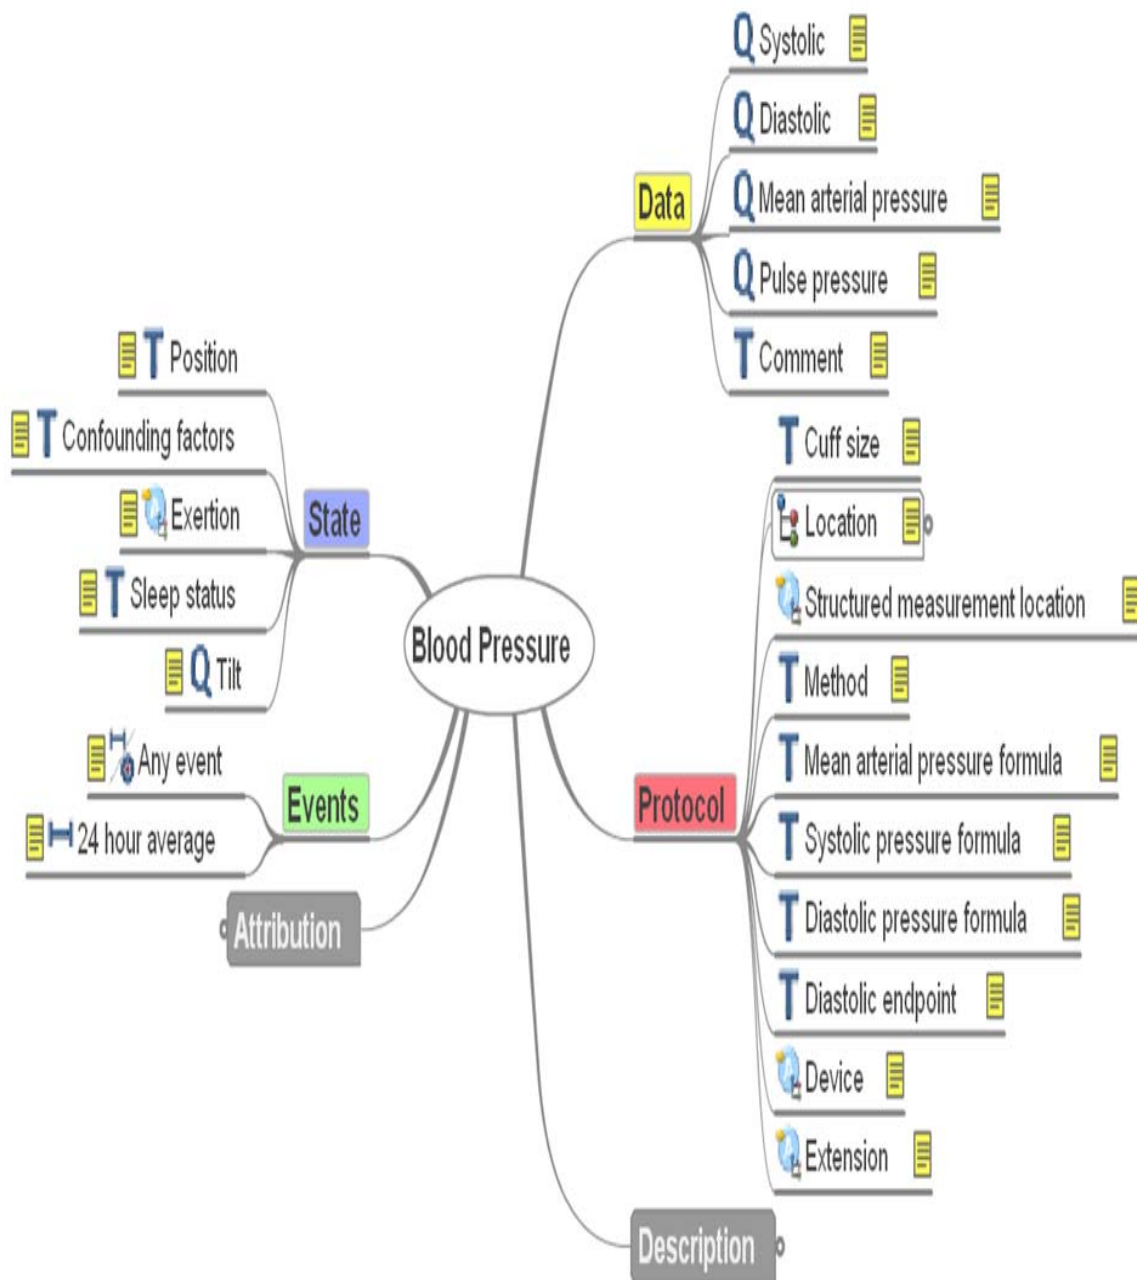 Q Systolic
Q Diastolic
Data
Q Mean arterial pressure
Q Pulse pressure
T Comment
T Position
T Confounding factors
Exertion
State
T Sleep status
Q Tilt
Blood Pressure
Any event
Events
24 hour average
Attribution
T Cuff size
Location
Structured measurement location
T Method
T Mean arterial pressure formula
Protocol
T Systolic pressure formula
T Diastolic pressure formula
T Diastolic endpoint
Device
Extension
Description